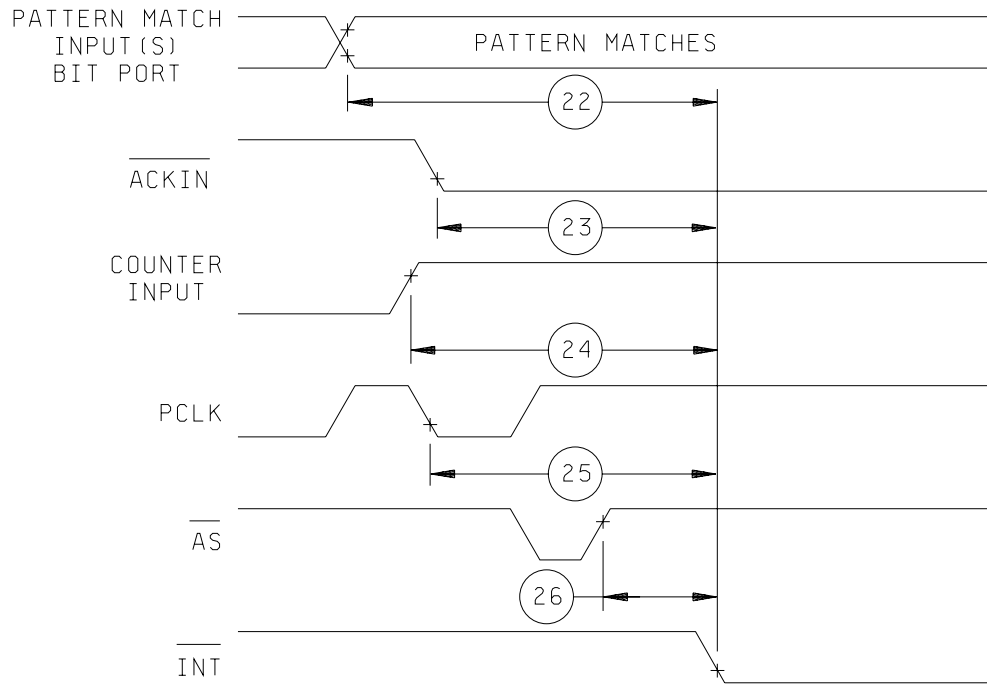 PATTERN MATCH
INPUT(S)
BIT PORT
PATTERN MATCHES
22
ACKIN
23
COUNTER
INPUT
24
PCLK
25
AS
26
INT